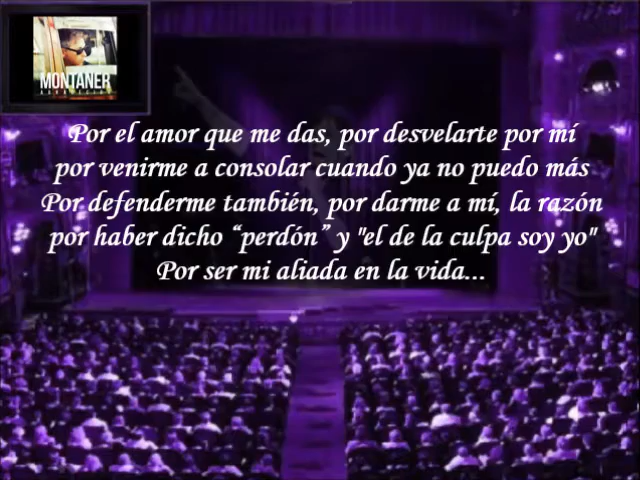 MONTANER
AGRADECIDO
Por el amor que me das, por desvelarte por mí
por venirme a consolar cuando ya no puedo más
Por defenderme también, por darme a mí, la razón
por haber dicho “perdón” y "el de la culpa soy yo"
Por ser mi aliada en la vida...